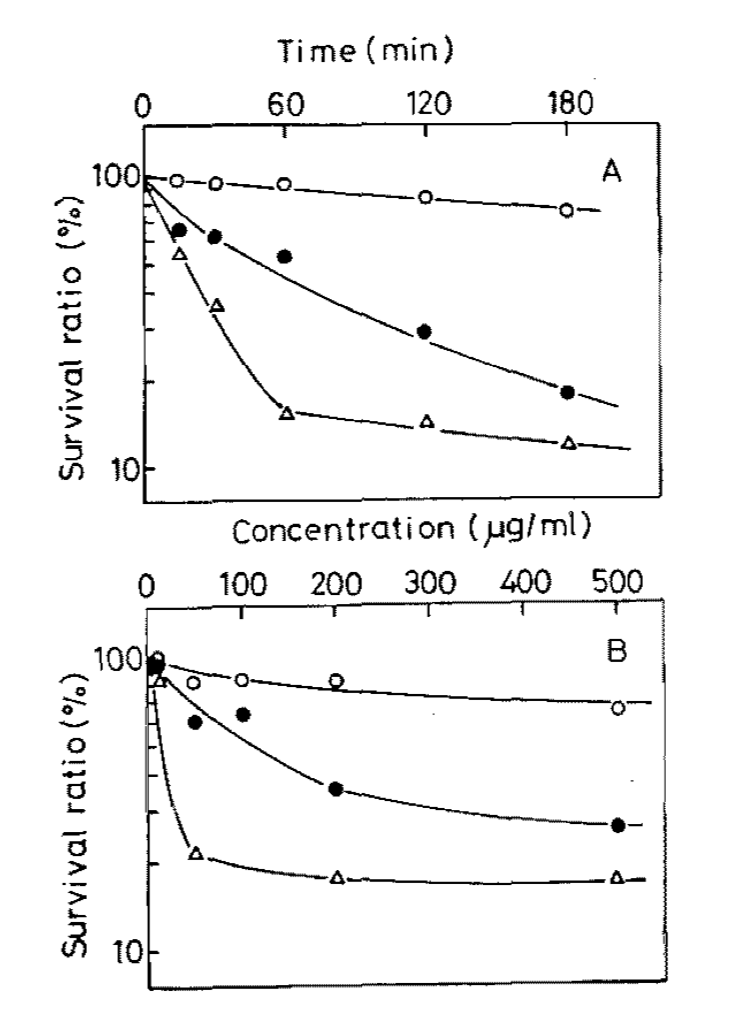 Time (min)
0 60 120 180
100
A
Survival ratio (%)
10
Concentration (µg/ml)
0 100 200 300 400 500
100
B
Survival ratio (%)
10